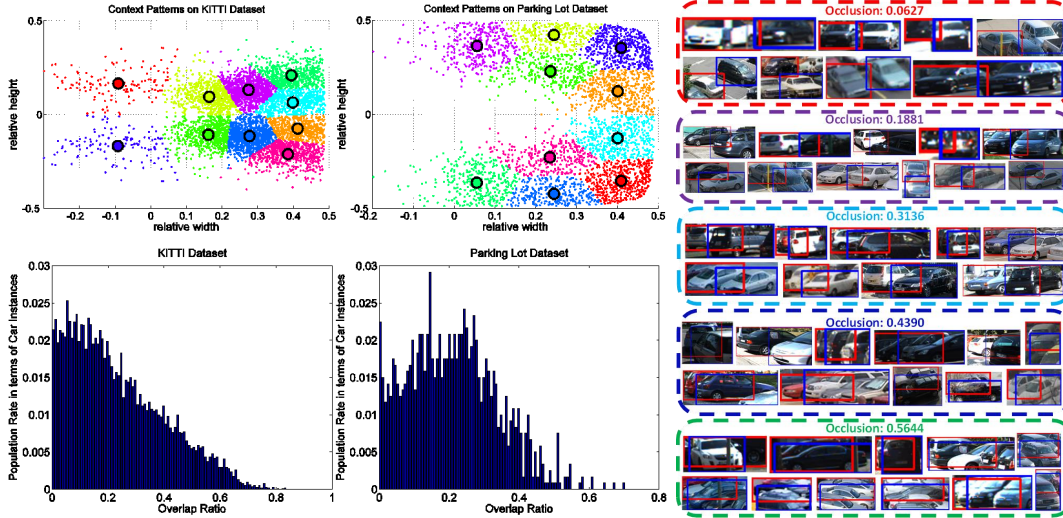 Context Patterns on KITTI Dataset
relative height
0.5
0
-0.5
-0.2 -0.1 0 0.1 0.2 0.3 0.4 0.5
relative width
Context Patterns on Parking Lot Dataset
relative height
0.5
0
-0.5
-0.2 -0.1 0 0.1 0.2 0.3 0.4 0.5
relative width
KITTI Dataset
Population Rate in terms of Car Instances
0.03
0.025
0.02
0.015
0.01
0.005
0
0 0.2 0.4 0.6 0.8 1
Overlap Ratio
Parking Lot Dataset
Population Rate in terms of Car Instances
0.03
0.025
0.02
0.015
0.01
0.005
0
0 0.2 0.4 0.6 0.8
Overlap Ratio
Occlusion: 0.0627
Occlusion: 0.1881
Occlusion: 0.3136
Occlusion: 0.4390
Occlusion: 0.5644